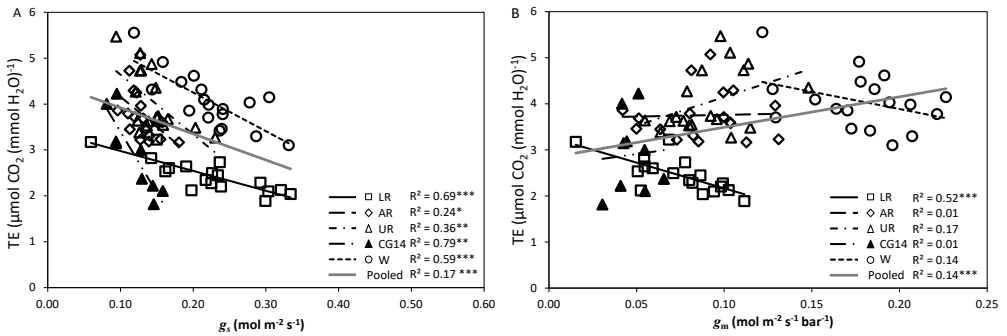 A
TE (μmol CO2 (mmol H2O)-1)
6
5
4
3
2
1
0
0.00 0.10 0.20 0.30 0.40 0.50 0.60
gs (mol m-2 s-1)
LR R2 = 0.69***
AR R2 = 0.24*
UR R2 = 0.36**
CG14 R2 = 0.79**
W R2 = 0.59***
Pooled R2 = 0.17 ***
B
TE (μmol CO2 (mmol H2O)-1)
6
5
4
3
2
1
0
0.00 0.05 0.10 0.15 0.20 0.25
gm (mol m-2 s-1 bar-1)
LR R2 = 0.52***
AR R2 = 0.01
UR R2 = 0.17
CG14 R2 = 0.01
W R2 = 0.14
Pooled R2 = 0.14***